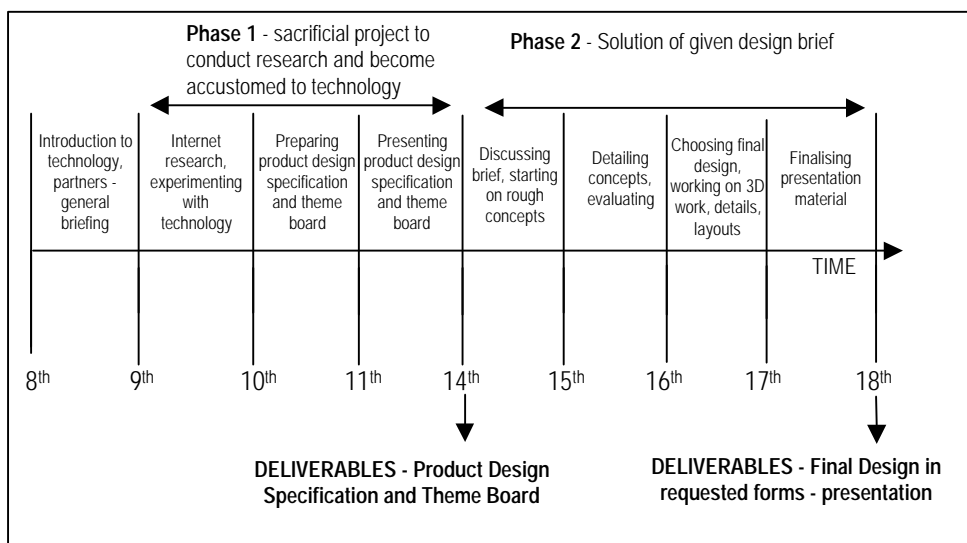 Phase 1 - sacrificial project to
conduct research and become
accustomed to technology
Phase 2 - Solution of given design brief
Introduction to
technology,
partners -
general
briefing
Internet
research,
experimenting
with
technology
Preparing
product design
specification
and theme
board
Presenting
product design
specification
and theme
board
Discussing
brief, starting
on rough
concepts
Detailing
concepts,
evaluating
Choosing final
design,
working on 3D
work, details,
layouts
Finalising
presentation
material
TIME
8th
9th
10th
11th
14th
15th
16th
17th
18th
DELIVERABLES - Product Design
Specification and Theme Board
DELIVERABLES - Final Design in
requested forms - presentation